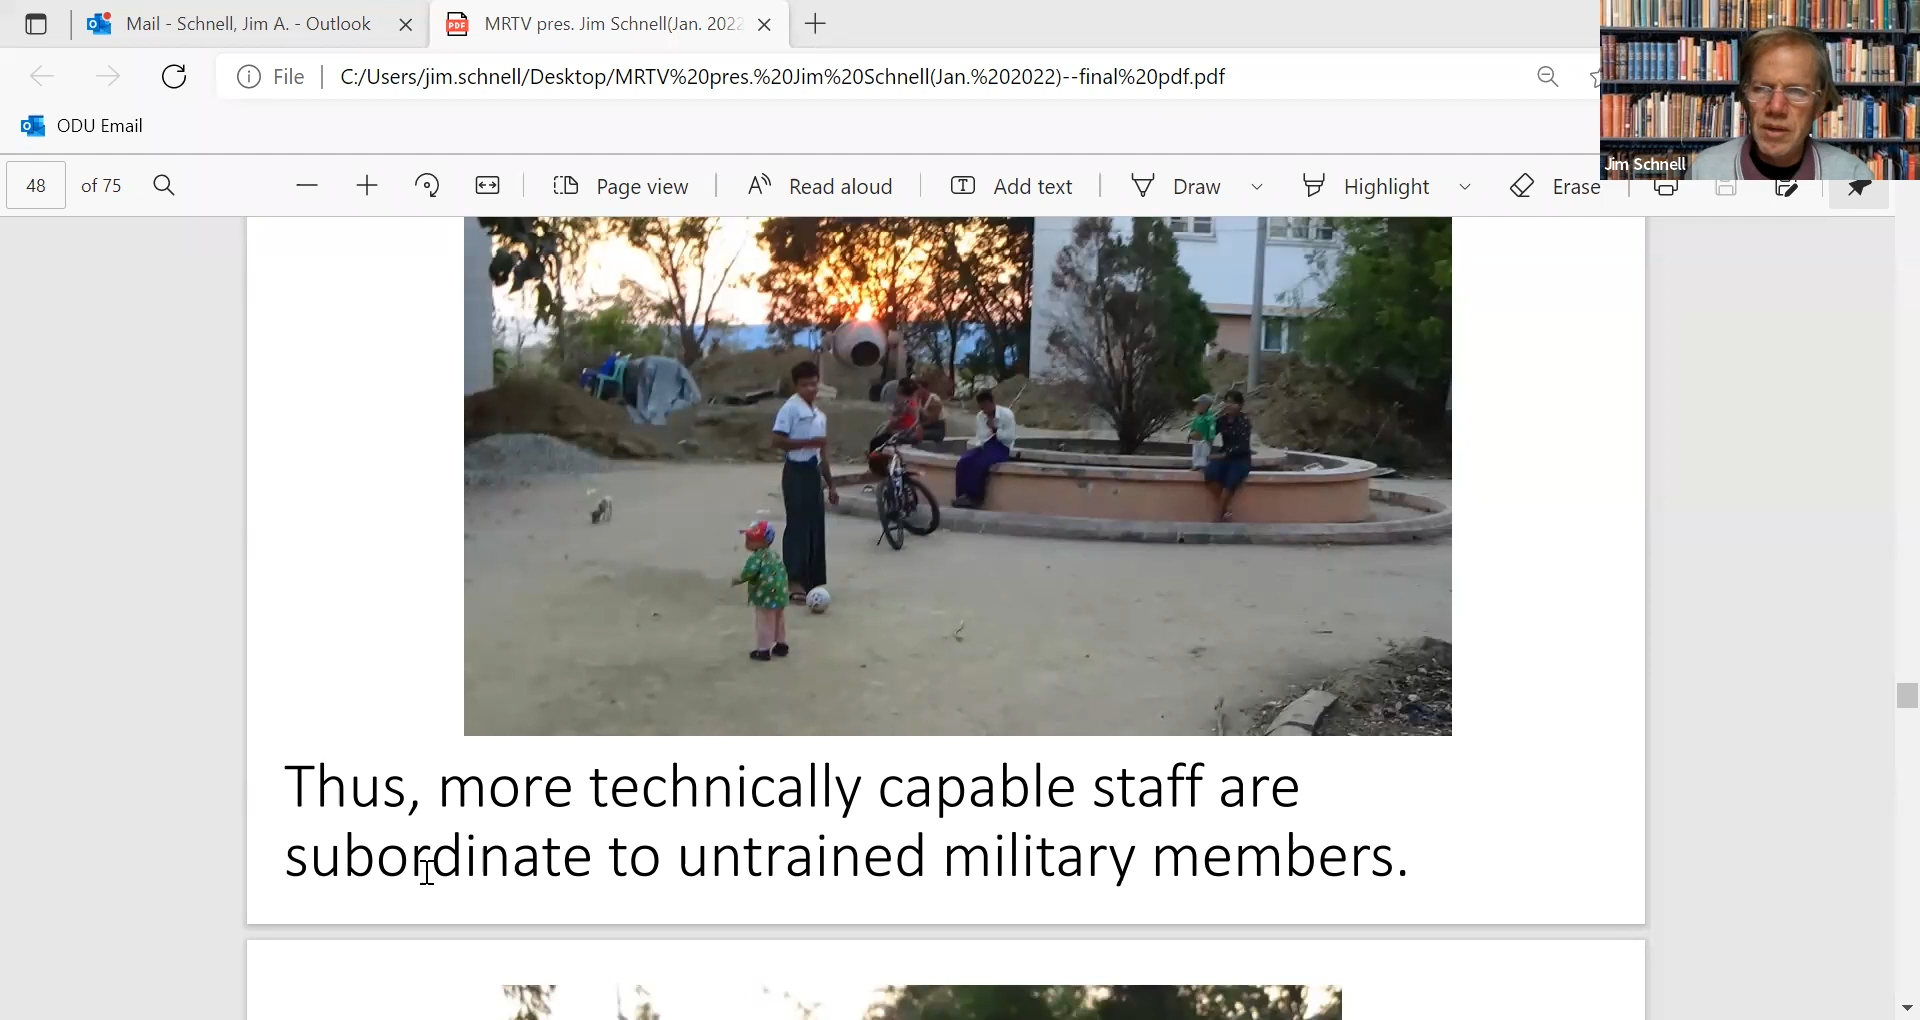 Mail - Schnell, Jim A. - Outlook
PDF
MRTV pres. Jim Schnell(Jan. 2022
File
C:/Users/jim.schnell/Desktop/MRTV%20pres.%20Jim%20Schnell(Jan.%202022)--final%20pdf.pdf
ODU Email
48 of 75
Page view
Read aloud
Add text
Draw
Highlight
Erase
Jim Schnell
Thus, more technically capable staff are
subordinate to untrained military members.